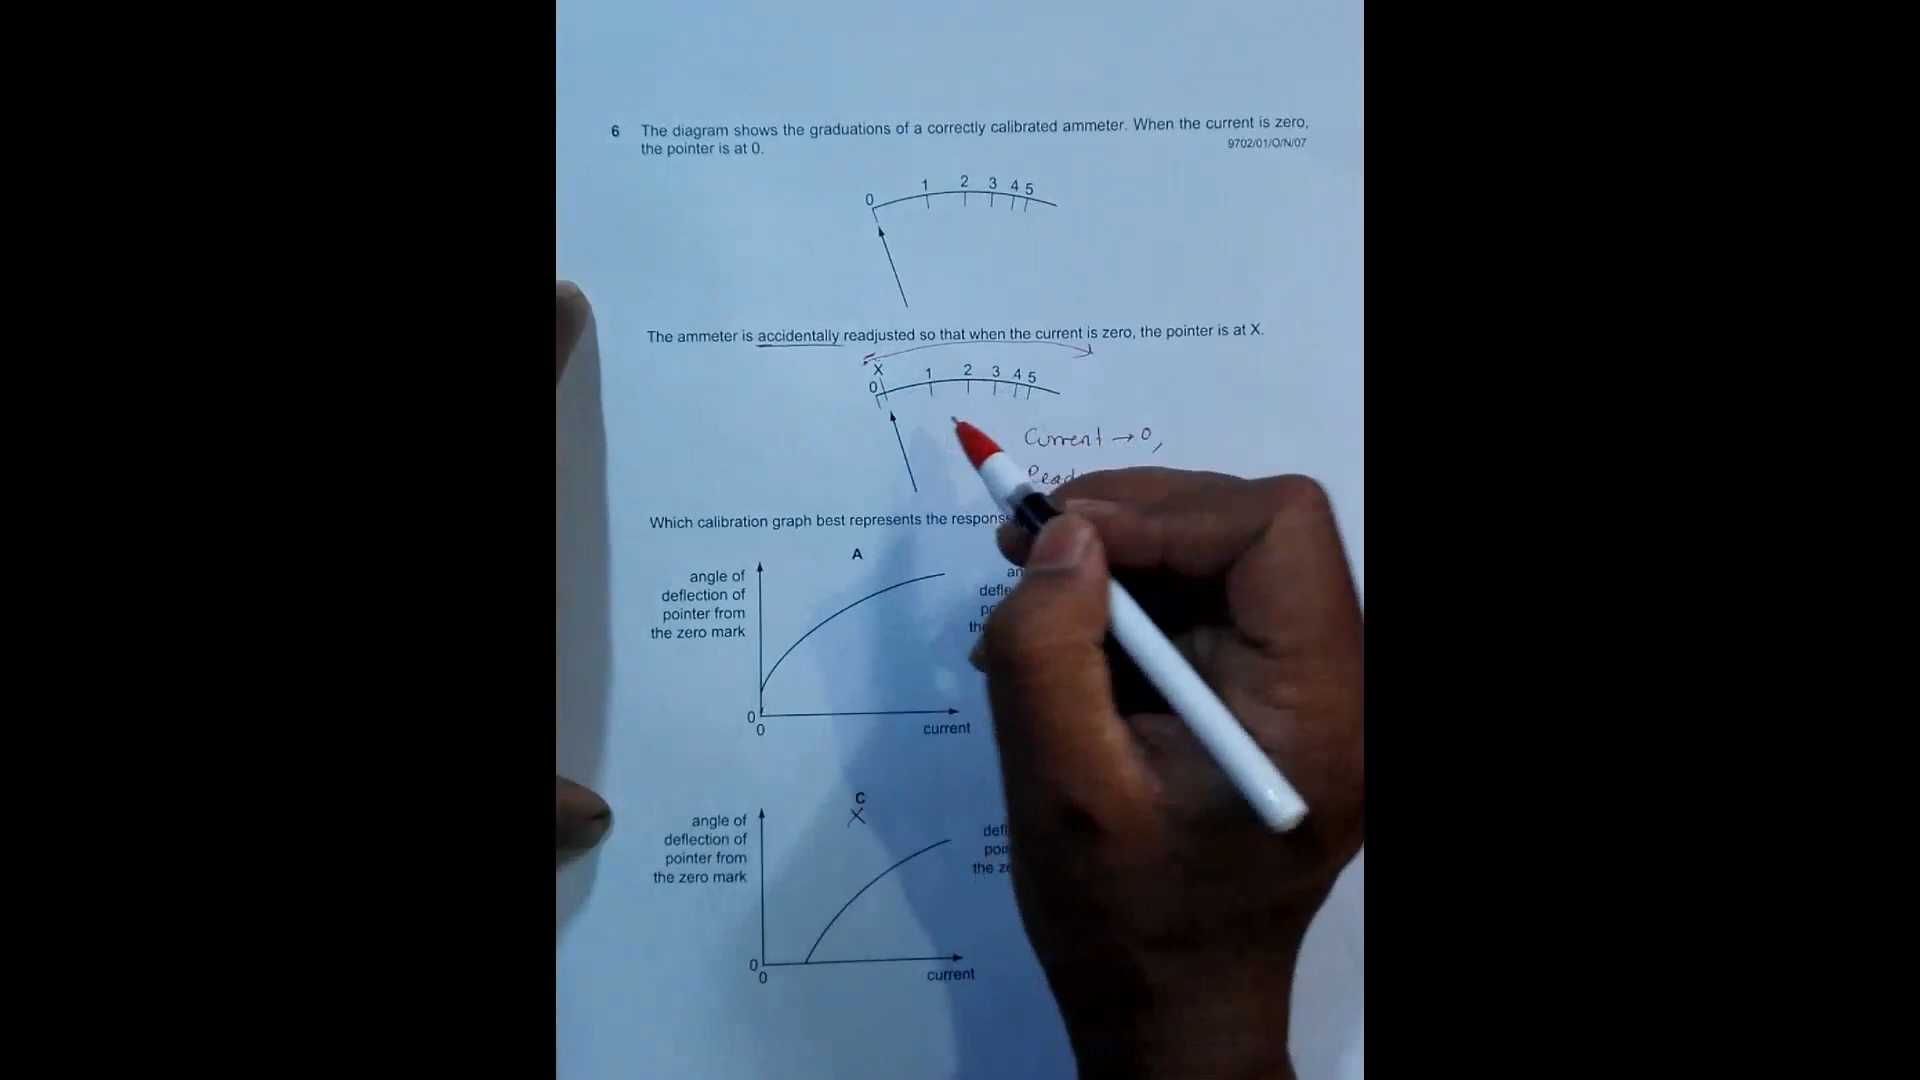 6 The diagram shows the graduations of a correctly calibrated ammeter. When the current is zero,
the pointer is at 0.
9702/01/O/N/07
0 1 2 3 4 5
The ammeter is accidentally readjusted so that when the current is zero, the pointer is at X.
X
0 1 2 3 4 5
Current → 0,
Which calibration graph best represents the
A
angle of
deflection of
pointer from
the zero mark
0
0
current
C
X
angle of
deflection of
pointer from
the zero mark
0
0
current